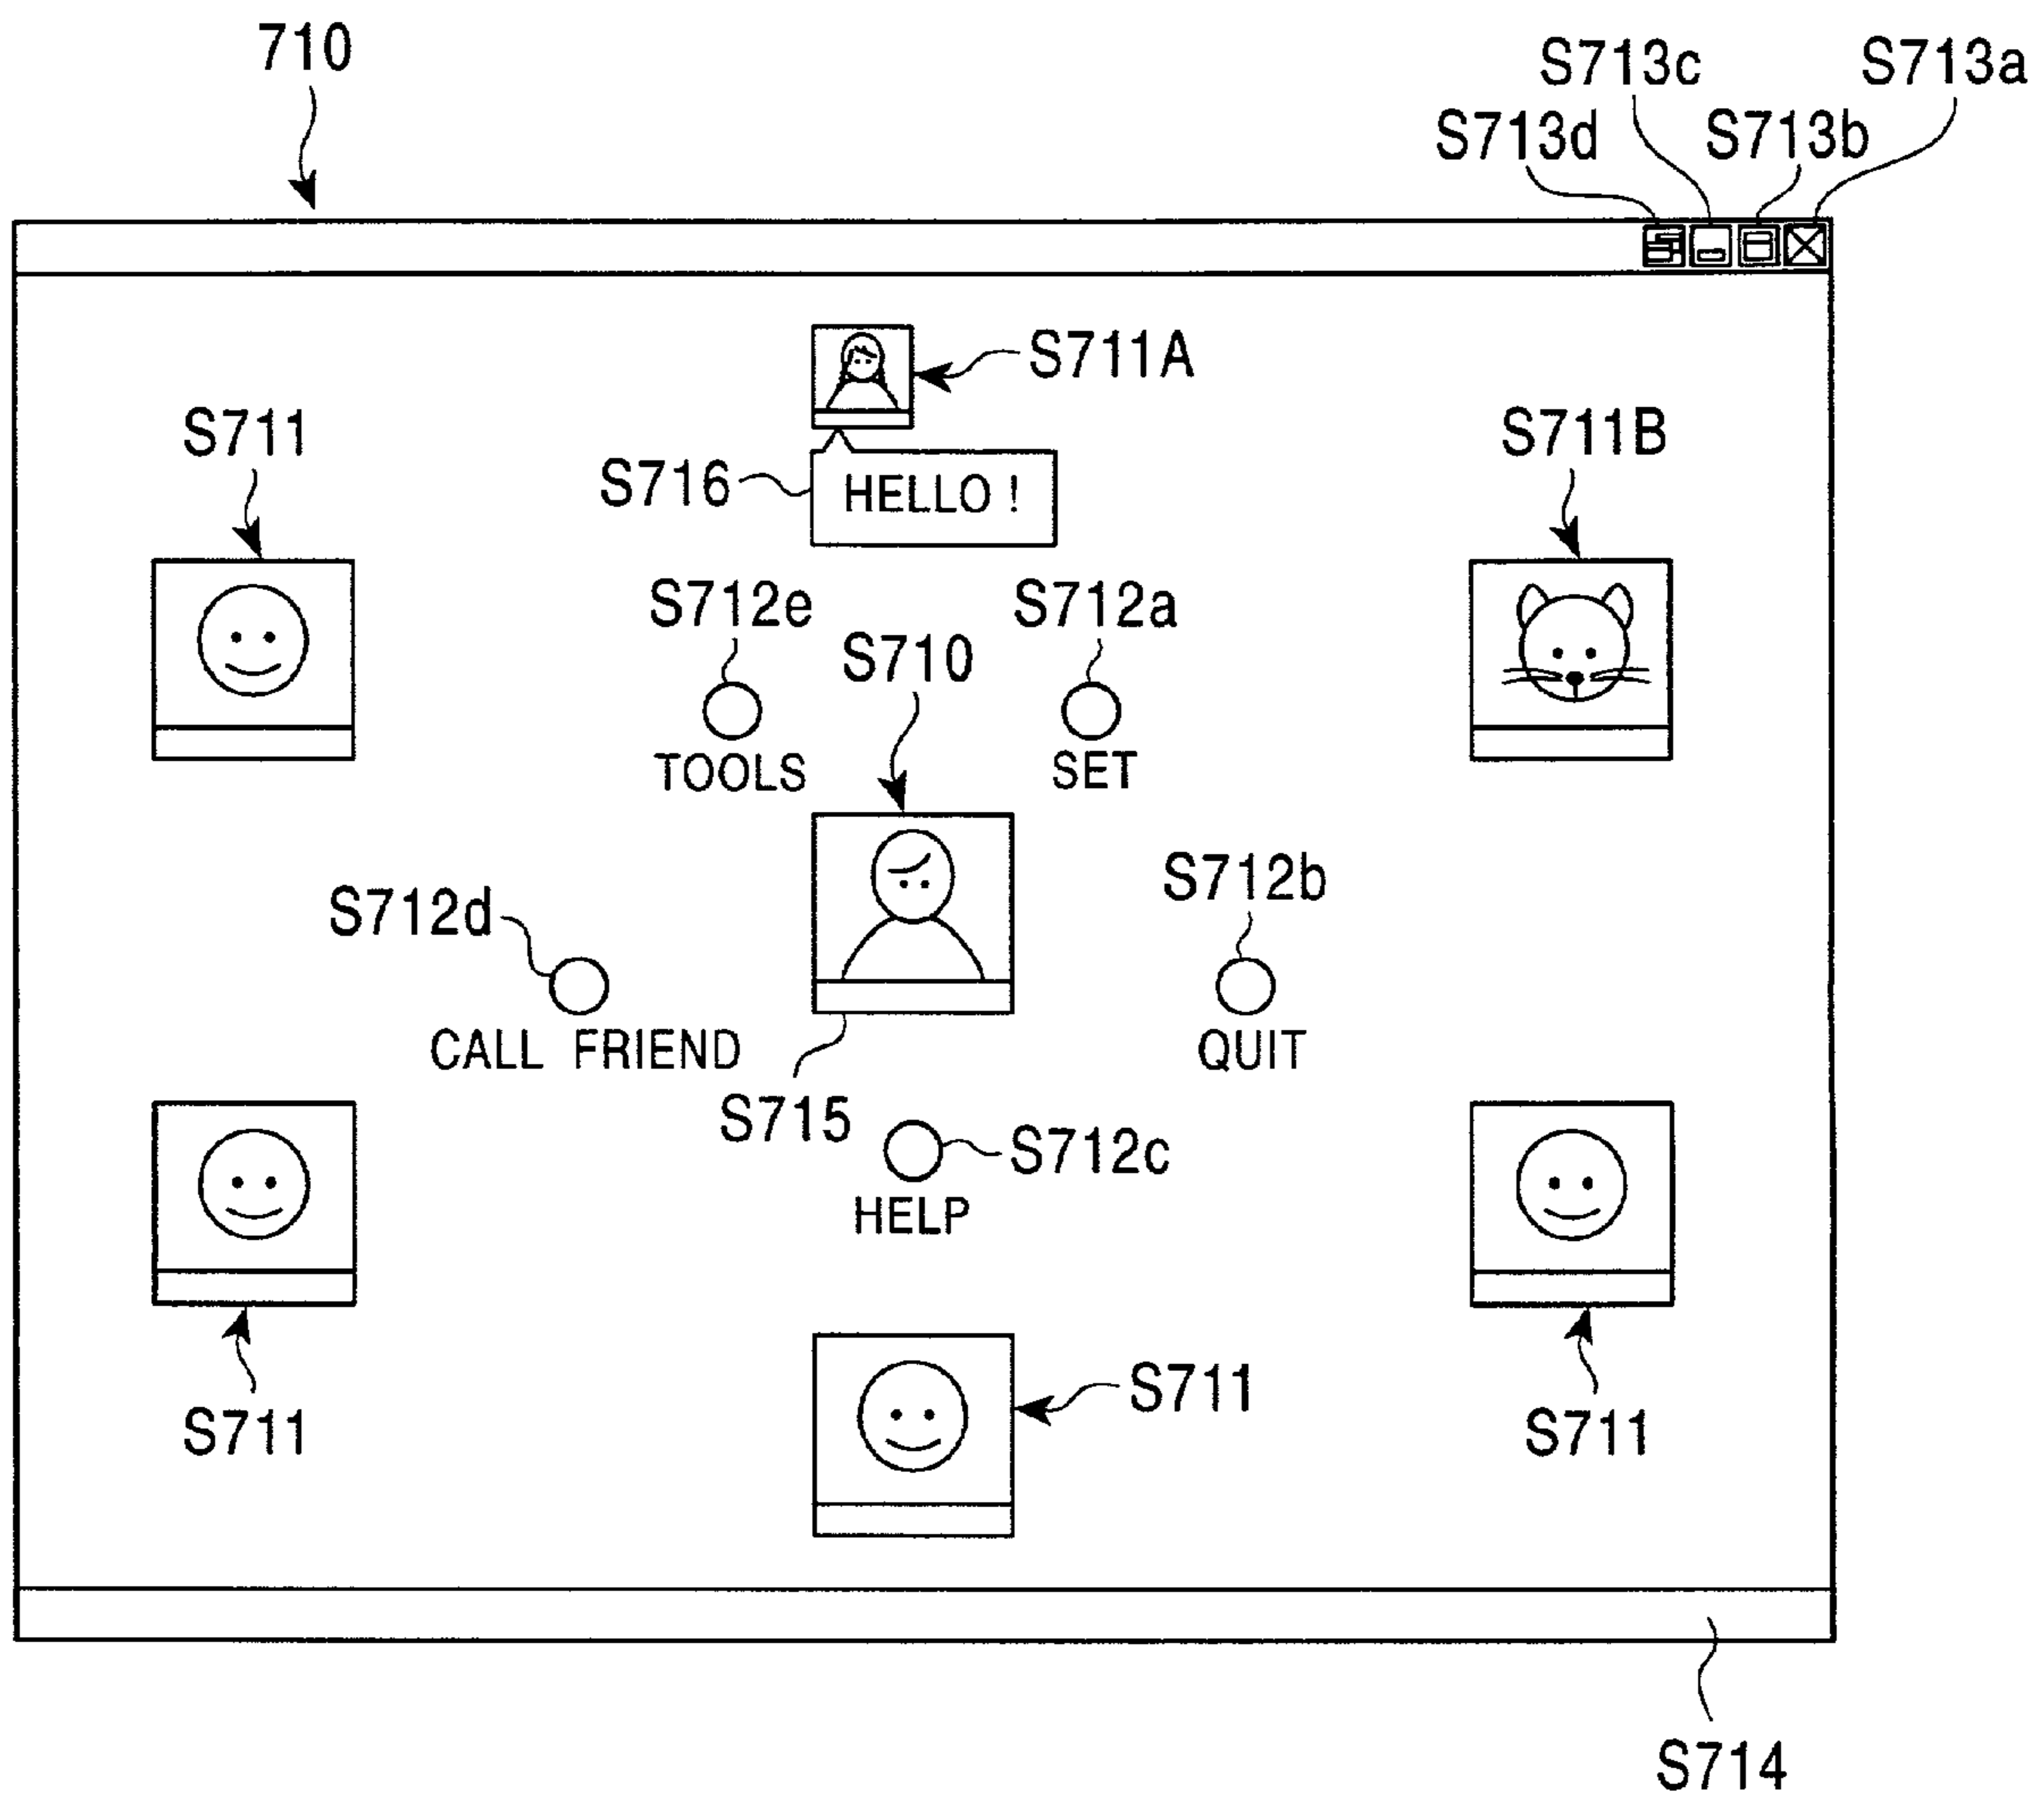 710
S713c
S713a
S713d
S713b
S711A
S711
S711B
S716
HELLO !
S712e
S712a
S710
TOOLS
SET
S712b
S712d
CALL FRIEND
QUIT
S715
S712c
HELP
S711
S711
S711
S714